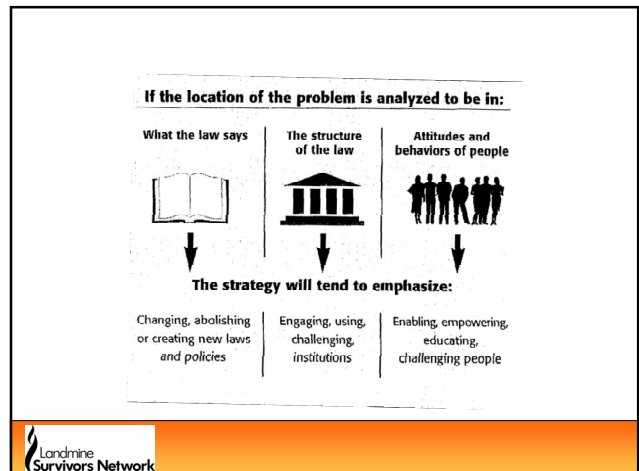 If the location of the problem is analyzed to be in:
What the law says
The structure
of the law
Attitudes and
behaviors of people
The strategy will tend to emphasize:
Changing, abolishing
or creating new laws
and policies
Engaging, using,
challenging,
institutions
Enabling, empowering,
educating,
challenging people
Landmine
Survivors Network